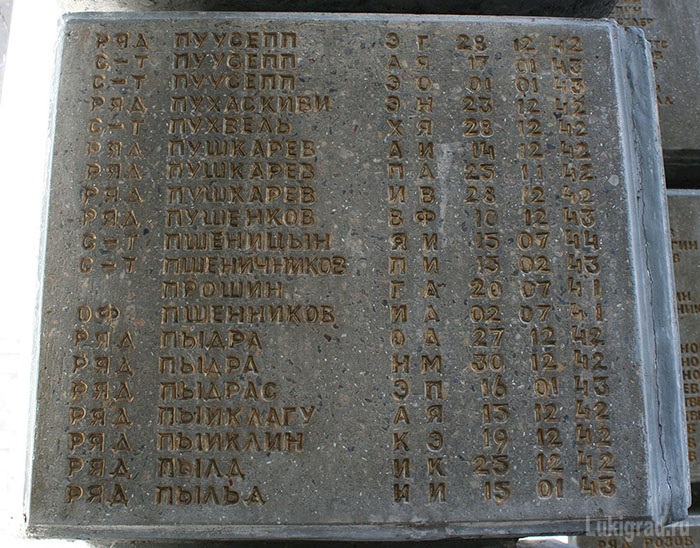 РЯД ПУУСЕПП Э Г 28 12 42
С-Т ПУУСЕПП А Я 17 01 43
С-Т ПУУСЕПП Э Ю 01 01 43
РЯД ПУХАСКИВИ Э Н 23 12 42
С-Т ПУХВЕЛЬ Х Я 28 12 42
РЯД ПУШКАРЕВ А И 14 12 42
РЯД ПУШКАРЕВ П А 25 11 42
РЯД ПУШКАРЕВ И В 28 12 42
РЯД ПУШЕНКОВ В Ф 10 12 43
С-Т ПШЕНИЦЫН Я И 15 07 44
С-Т ПШЕНИЧНИКОВ П И 13 02 43
ПРОШИН Г А 20 07 41
ОФ ПШЕННИКОВ И А 02 07 41
РЯД ПЫДРА О А 27 12 42
РЯД ПЫДРА Н М 30 12 42
РЯД ПЫДРАС Э П 16 01 43
РЯД ПЫЙКЛАГУ А Я 15 12 42
РЯД ПЫЙКЛИН К Э 19 12 42
РЯД ПЫЛД И К 25 12 42
РЯД ПЫЛЬД И И 15 01 43
Lukigrad.ru